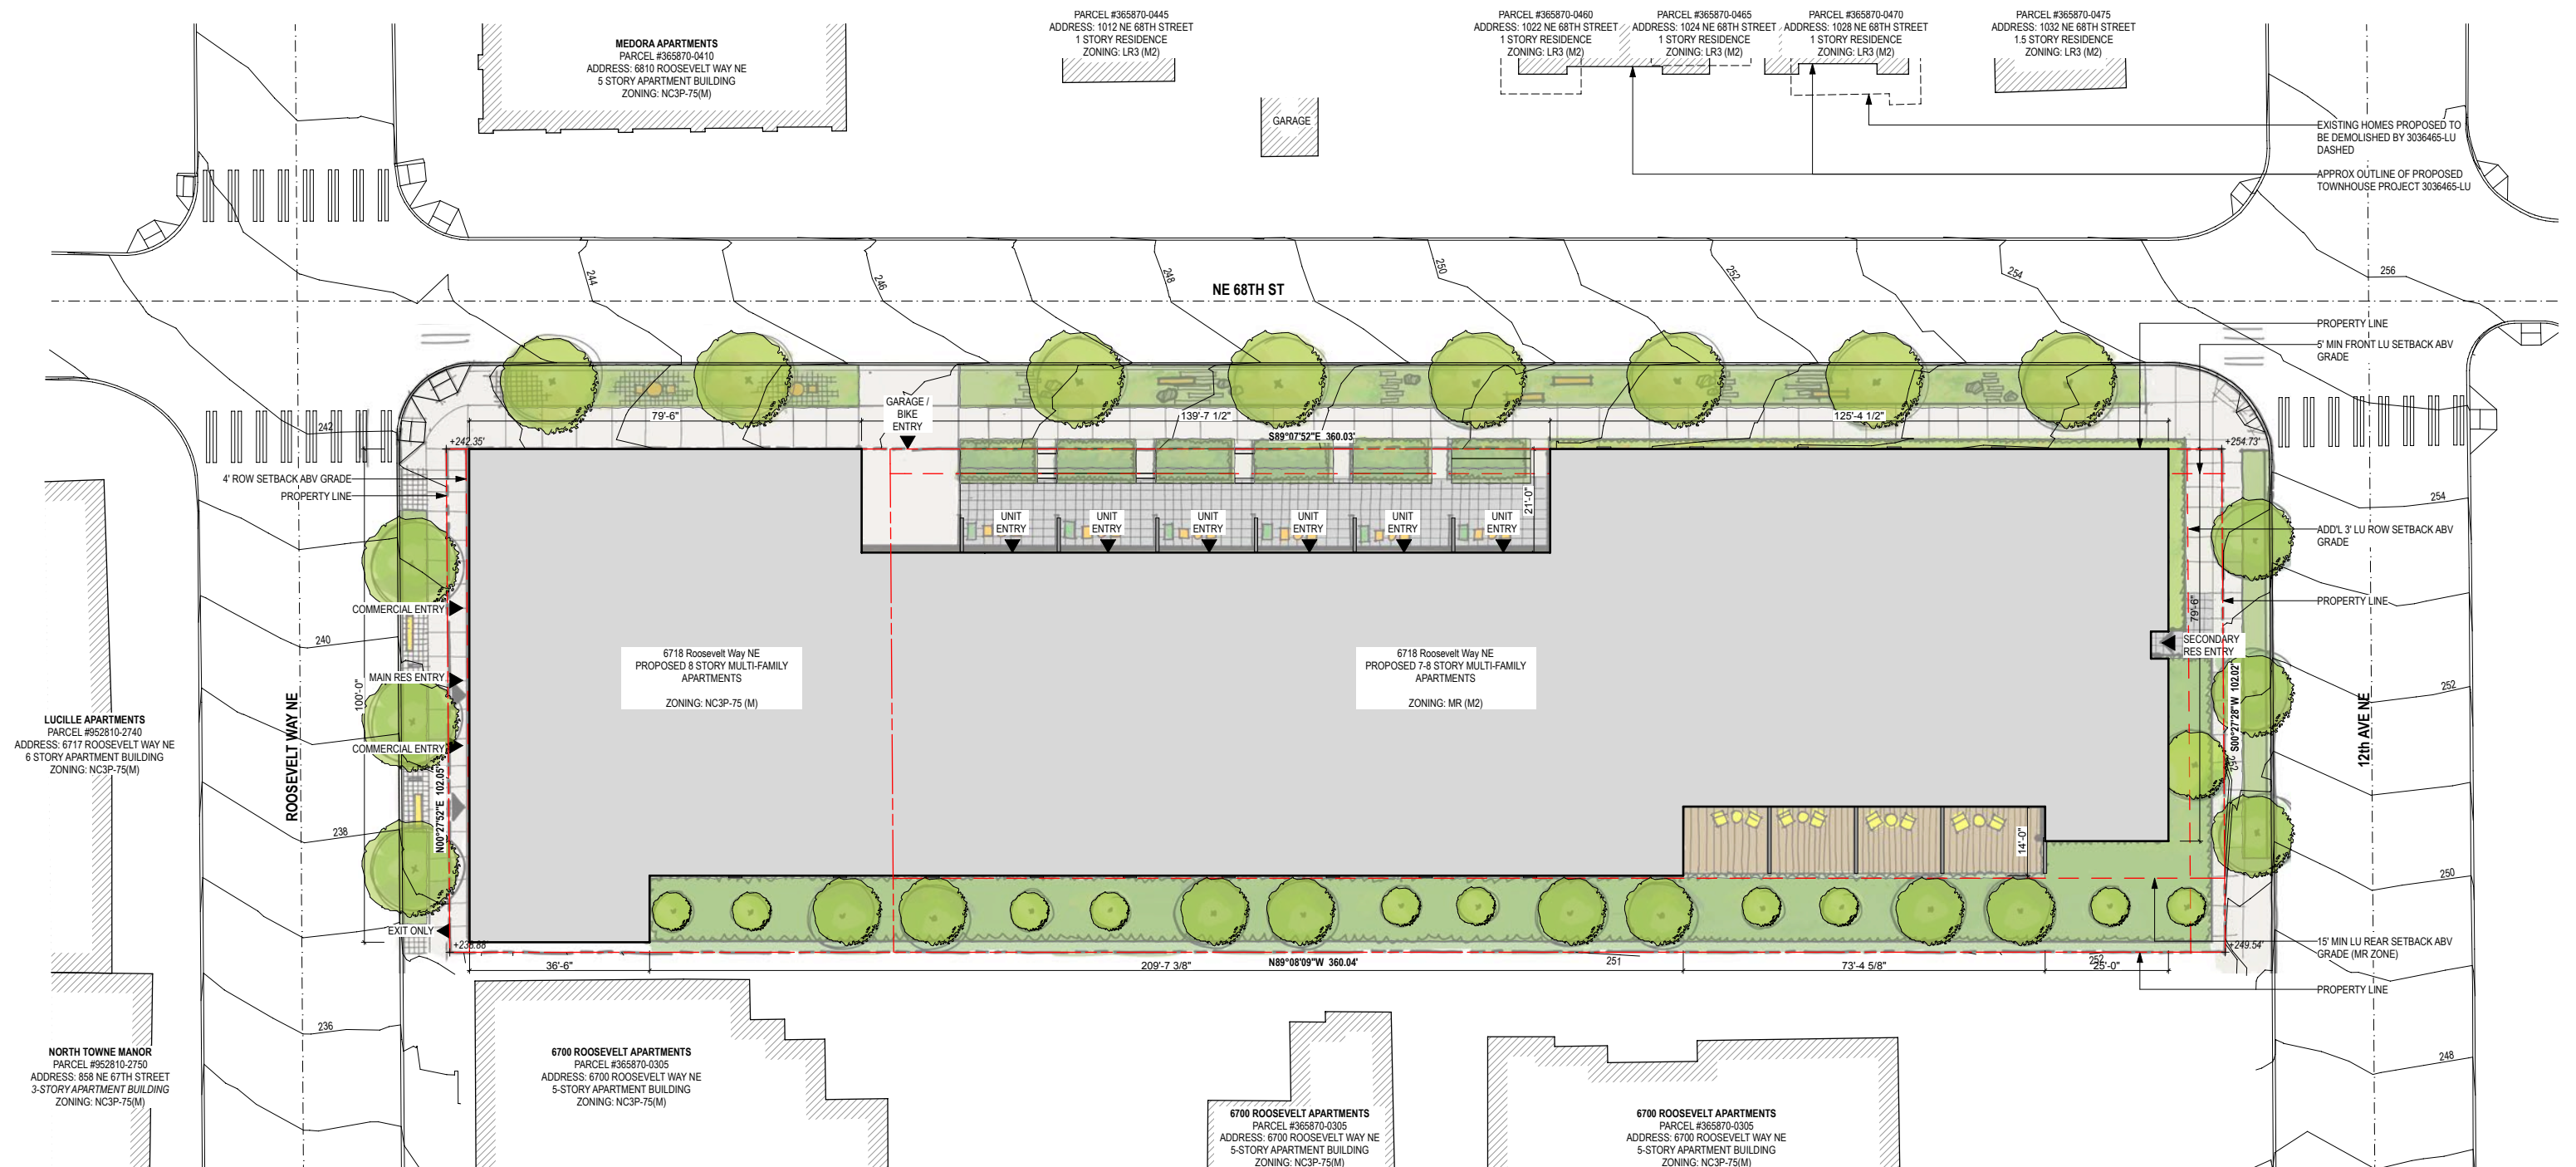 PARCEL #365870-0445
ADDRESS: 1012 NE 68TH STREET
1 STORY RESIDENCE
ZONING: LR3 (M2)
PARCEL #365870-0460
ADDRESS: 1022 NE 68TH STREET
1 STORY RESIDENCE
ZONING: LR3 (M2)
PARCEL #365870-0465
ADDRESS: 1024 NE 68TH STREET
1 STORY RESIDENCE
ZONING: LR3 (M2)
PARCEL #365870-0470
ADDRESS: 1028 NE 68TH STREET
1 STORY RESIDENCE
ZONING: LR3 (M2)
PARCEL #365870-0475
ADDRESS: 1032 NE 68TH STREET
1.5 STORY RESIDENCE
ZONING: LR3 (M2)
MEDORA APARTMENTS
PARCEL #365870-0410
ADDRESS: 6810 ROOSEVELT WAY NE
5 STORY APARTMENT BUILDING
ZONING: NC3P-75(M)
GARAGE
EXISTING HOMES PROPOSED TO
BE DEMOLISHED BY 3036465-LU
DASHED
APPROX OUTLINE OF PROPOSED
TOWNHOUSE PROJECT 3036465-LU
244
246
248
250
252
254
256
NE 68TH ST
PROPERTY LINE
5' MIN FRONT LU SETBACK ABV
GRADE
GARAGE /
BIKE
ENTRY
79'-6"
139'-7 1/2"
125'-4 1/2"
242
+242.35'
S89°07'52"E 360.03'
+254.73'
4' ROW SETBACK ABV GRADE
PROPERTY LINE
21'-0"
254
UNIT
ENTRY
UNIT
ENTRY
UNIT
ENTRY
UNIT
ENTRY
UNIT
ENTRY
UNIT
ENTRY
ADD'L 3' LU ROW SETBACK ABV
GRADE
PROPERTY LINE
79'-6"
COMMERCIAL ENTRY
240
SECONDARY
RES ENTRY
6718 Roosevelt Way NE
PROPOSED 8 STORY MULTI-FAMILY
APARTMENTS
ZONING: NC3P-75 (M)
6718 Roosevelt Way NE
PROPOSED 7-8 STORY MULTI-FAMILY
APARTMENTS
ZONING: MR (M2)
MAIN RES ENTRY
100'-0"
252
S00°27'28"W 102.02'
12th AVE NE
ROOSEVELT WAY NE
LUCILLE APARTMENTS
PARCEL #952810-2740
ADDRESS: 6717 ROOSEVELT WAY NE
6 STORY APARTMENT BUILDING
ZONING: NC3P-75(M)
COMMERCIAL ENTRY
252
N00°27'52"E 102.05'
238
14'-0"
250
EXIT ONLY
+249.54'
15' MIN LU REAR SETBACK ABV
GRADE (MR ZONE)
36'-6"
209'-7 3/8"
N89°08'09"W 360.04'
251
73'-4 5/8"
252
25'-0"
PROPERTY LINE
236
248
NORTH TOWNE MANOR
PARCEL #952810-2750
ADDRESS: 858 NE 67TH STREET
3-STORY APARTMENT BUILDING
ZONING: NC3P-75(M)
6700 ROOSEVELT APARTMENTS
PARCEL #365870-0305
ADDRESS: 6700 ROOSEVELT WAY NE
5-STORY APARTMENT BUILDING
ZONING: NC3P-75(M)
6700 ROOSEVELT APARTMENTS
PARCEL #365870-0305
ADDRESS: 6700 ROOSEVELT WAY NE
5-STORY APARTMENT BUILDING
ZONING: NC3P-75(M)
6700 ROOSEVELT APARTMENTS
PARCEL #365870-0305
ADDRESS: 6700 ROOSEVELT WAY NE
5-STORY APARTMENT BUILDING
ZONING: NC3P-75(M)